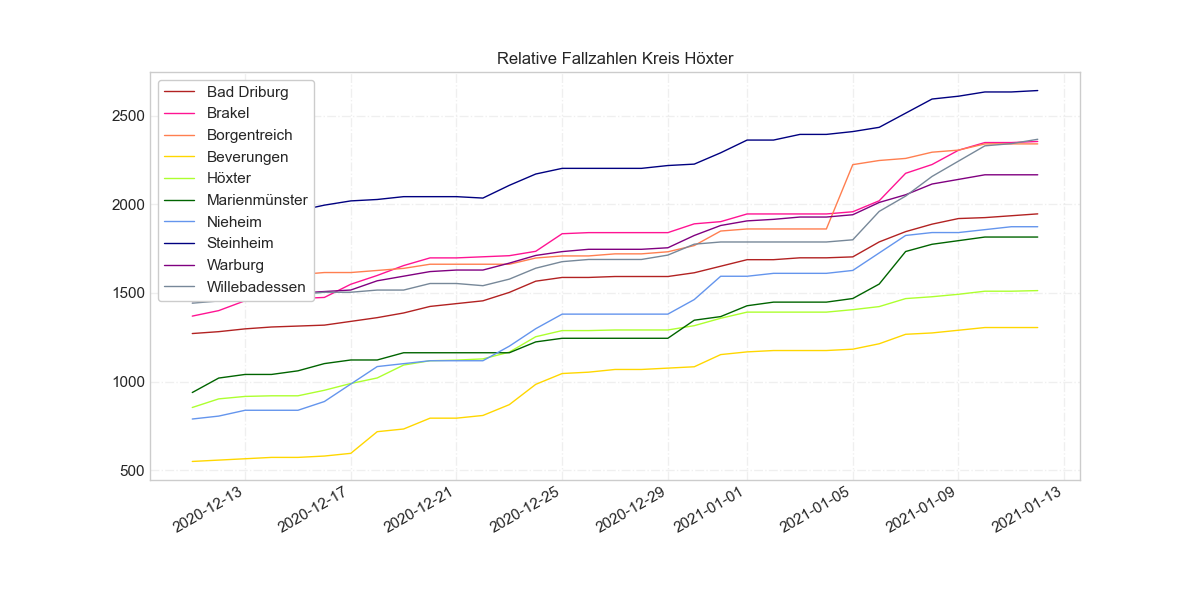 Relative Fallzahlen Kreis Höxter
Bad Driburg
Brakel
Borgentreich
Beverungen
Höxter
Marienmünster
Nieheim
Steinheim
Warburg
Willebadessen
2500
2000
1500
1000
500
2020-12-13
2020-12-17
2020-12-21
2020-12-25
2020-12-29
2021-01-01
2021-01-05
2021-01-09
2021-01-13